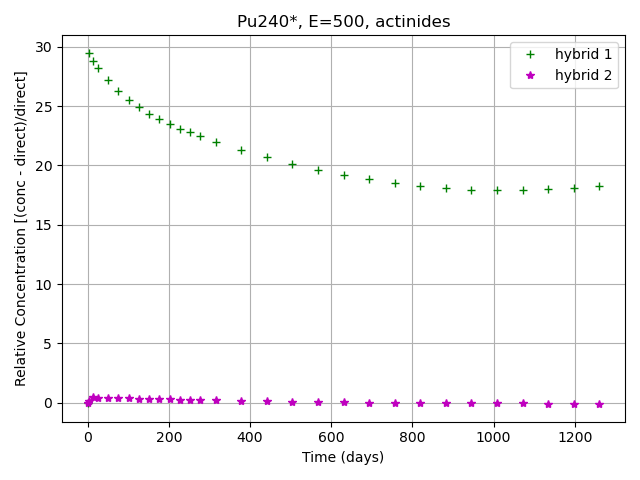 Pu240*, E=500, actinides
hybrid 1
hybrid 2
Relative Concentration [(conc - direct)/direct]
30
25
20
15
10
5
0
0 200 400 600 800 1000 1200
Time (days)